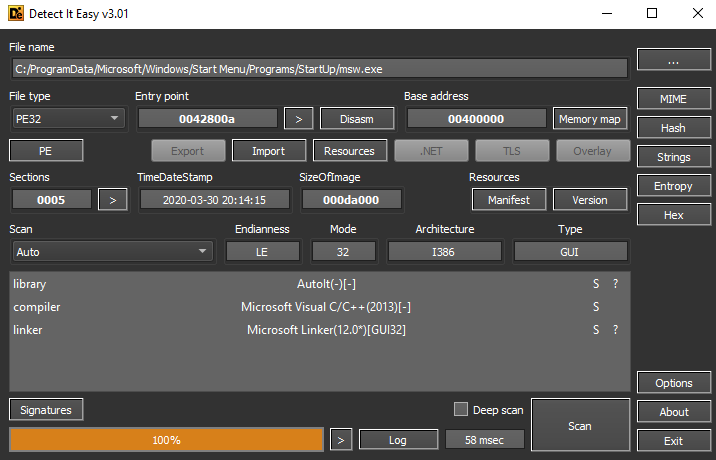 Detect It Easy v3.01
File name
C:/ProgramData/Microsoft/Windows/Start Menu/Programs/StartUp/msw.exe ...
File type Entry point Base address
PE32 0042800a > Disasm 00400000 Memory map MIME
PE Export Import Resources .NET TLS Overlay Hash
Sections TimeDateStamp SizeOfImage Resources Strings
0005 > 2020-03-30 20:14:15 000da000 Manifest Version Entropy
Scan Endianness Mode Architecture Type Hex
Auto LE 32 I386 GUI
library AutoIt(-)[-] S ?
compiler Microsoft Visual C/C++(2013)[-] S
linker Microsoft Linker(12.0*)[GUI32] S ?
Options
Signatures Deep scan Scan About
100% > Log 58 msec Exit